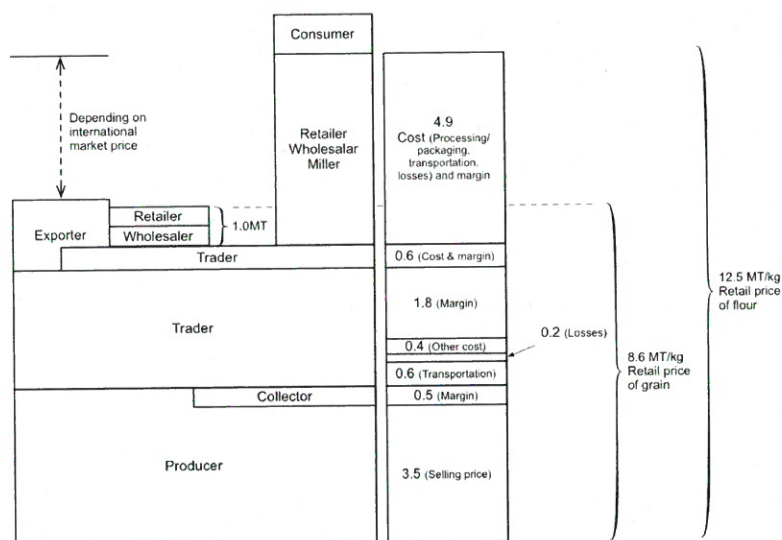 Consumer
Depending on
international
market price
Retailer
Wholesalar
Miller
4.9
Cost (Processing/
packaging,
transportation,
losses) and margin
Exporter
Retailer
Wholesaler
1.0MT
Trader
0.6 (Cost & margin)
Trader
1.8 (Margin)
0.4 (Other cost)
0.2 (Losses)
0.6 (Transportation)
Collector
0.5 (Margin)
Producer
3.5 (Selling price)
8.6 MT/kg
Retail price
of grain
12.5 MT/kg
Retail price
of flour